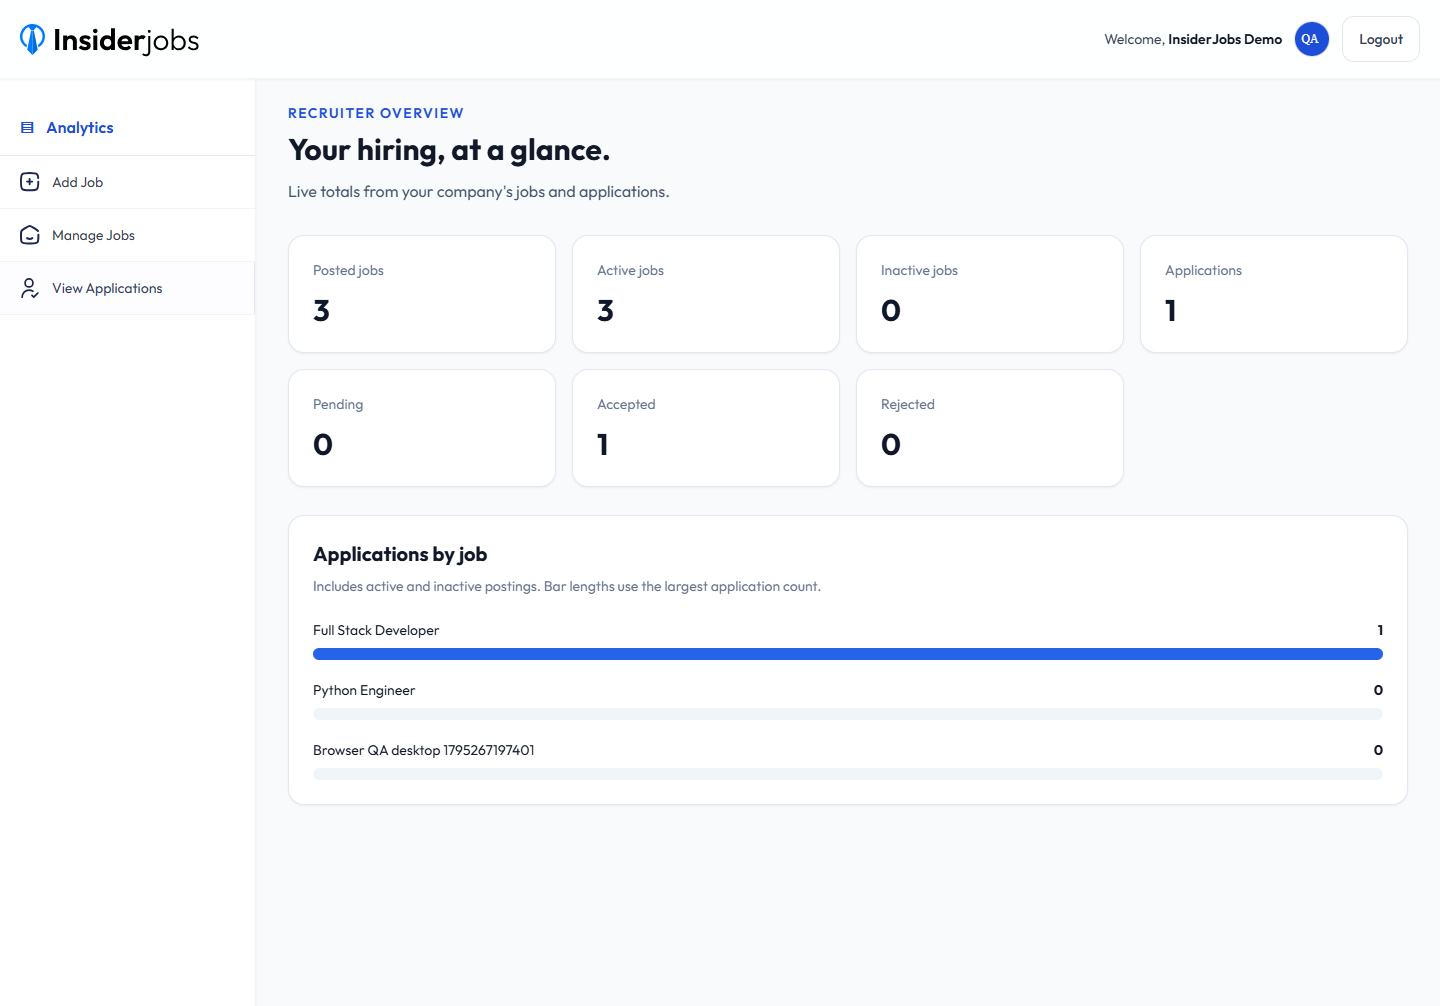 Insiderjobs
Welcome, InsiderJobs Demo
QA
Logout
Analytics
Add Job
Manage Jobs
View Applications
RECRUITER OVERVIEW
Your hiring, at a glance.
Live totals from your company's jobs and applications.
Posted jobs
3
Active jobs
3
Inactive jobs
0
Applications
1
Pending
0
Accepted
1
Rejected
0
Applications by job
Includes active and inactive postings. Bar lengths use the largest application count.
Full Stack Developer 1
Python Engineer 0
Browser QA desktop 1795267197401 0